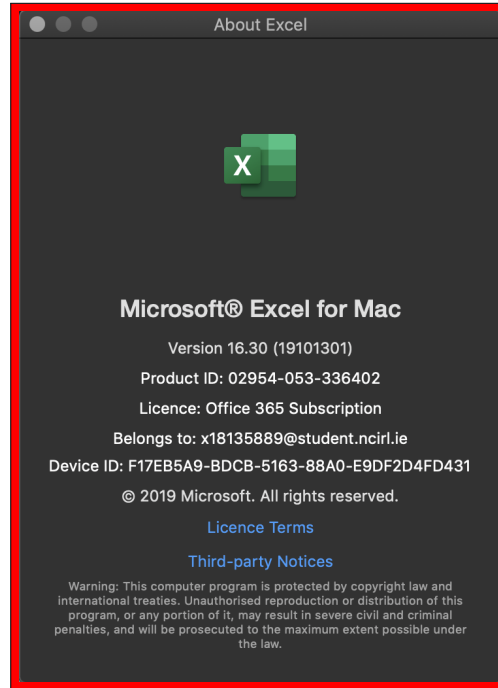 About Excel
X
Microsoft® Excel for Mac
Version 16.30 (19101301)
Product ID: 02954-053-336402
Licence: Office 365 Subscription
Belongs to: x18135889@student.ncirl.ie
Device ID: F17EB5A9-BDCB-5163-88A0-E9DF2D4FD431
© 2019 Microsoft. All rights reserved.
Licence Terms
Third-party Notices
Warning: This computer program is protected by copyright law and
international treaties. Unauthorised reproduction or distribution of this
program, or any portion of it, may result in severe civil and criminal
penalties, and will be prosecuted to the maximum extent possible under
the law.